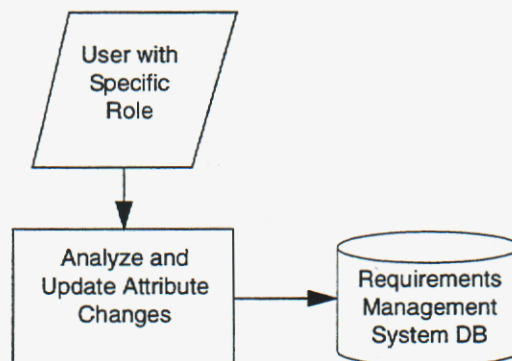 User with
Specific
Role
Analyze and
Update Attribute
Changes
Requirements
Management
System DB